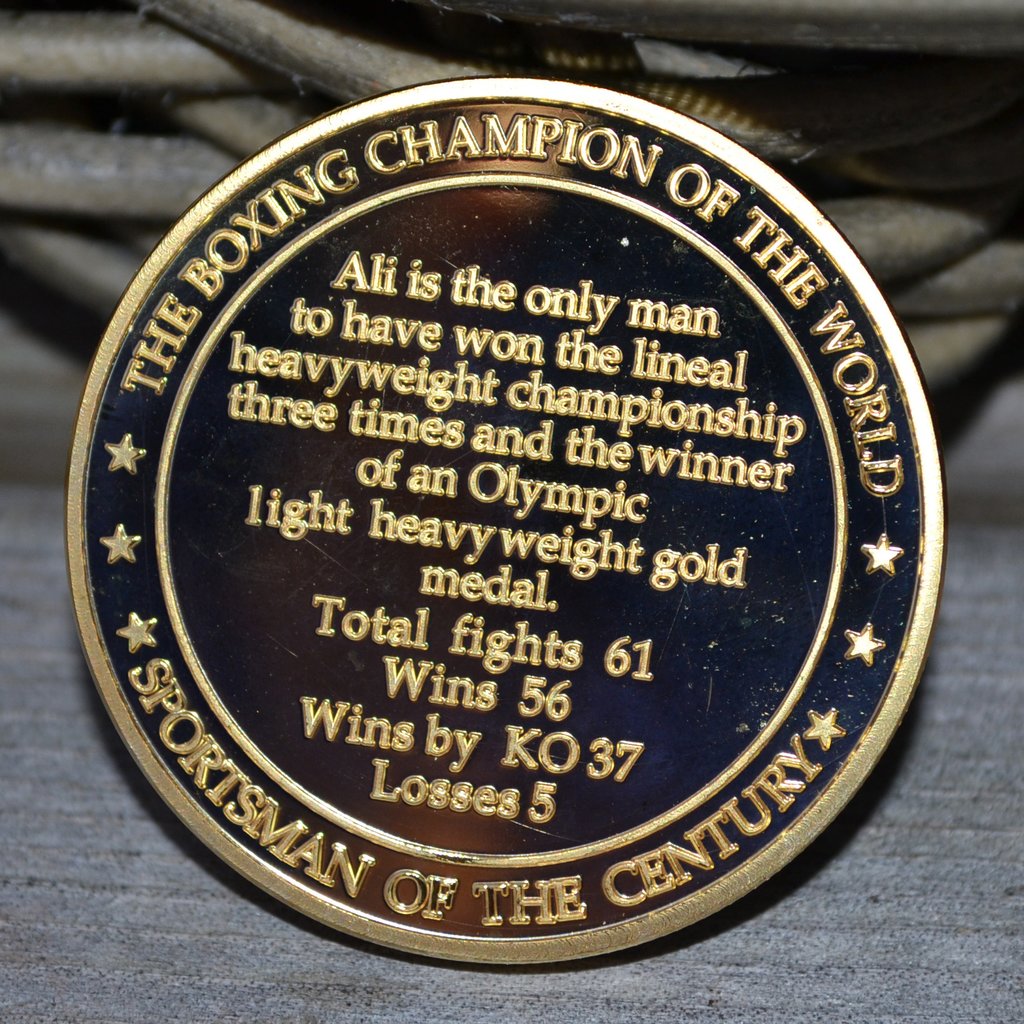 THE BOXING CHAMPION OF THE WORLD
Ali is the only man
to have won the lineal
heavyweight championship
three times and the winner
of an Olympic
light heavyweight gold
medal.
Total fights 61
Wins 56
Wins by KO 37
Losses 5
SPORTSMAN OF THE CENTURY